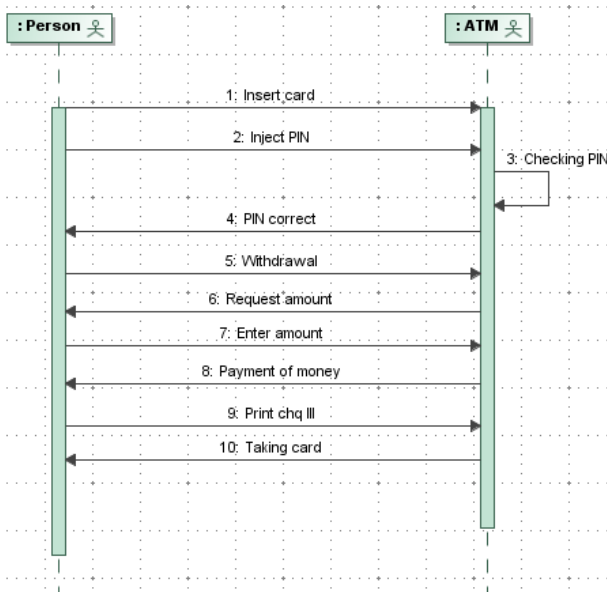 : Person
: ATM
1: Insert card
2: Inject PIN
3: Checking PIN
4: PIN correct
5: Withdrawal
6: Request amount
7: Enter amount
8: Payment of money
9: Print chq lll
10: Taking card